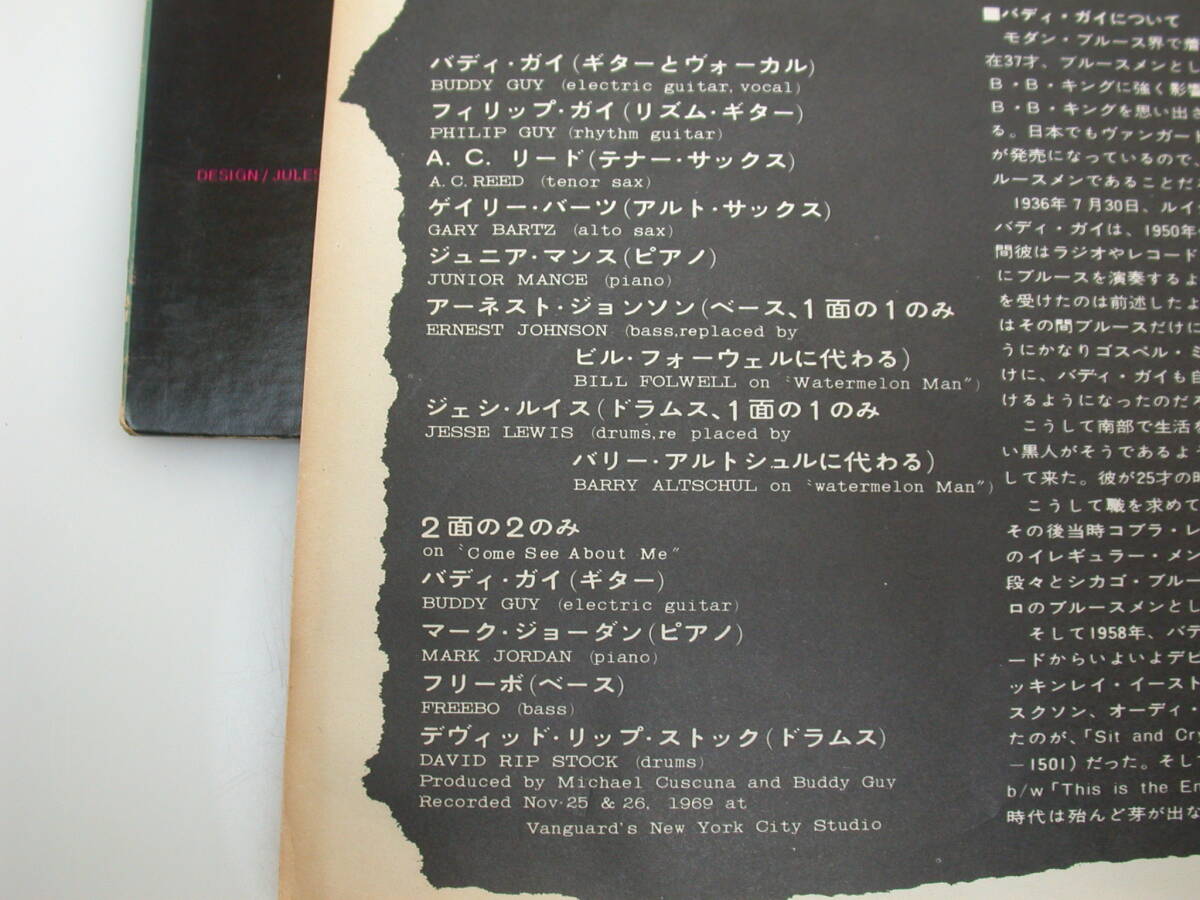 DESIGN / JULES
バディ・ガイ(ギターとヴォーカル)
BUDDY GUY (electric guitar, vocal)
フィリップ・ガイ(リズム・ギター)
PHILIP GUY (rhythm guitar)
A. C. リード(テナー・サックス)
A. C. REED (tenor sax)
ゲイリー・バーツ(アルト・サックス)
GARY BARTZ (alto sax)
ジュニア・マンス(ピアノ)
JUNIOR MANCE (piano)
アーネスト・ジョンソン(ベース、1面の1のみ
ERNEST JOHNSON (bass,replaced by
ビル・フォーウェルに代わる)
BILL FOLWELL on "Watermelon Man")
ジェシ・ルイス(ドラムス、1面の1のみ
JESSE LEWIS (drums,re placed by
バリー・アルトシュルに代わる)
BARRY ALTSCHUL on "watermelon Man")
2面の2のみ
on "Come See About Me"
バディ・ガイ(ギター)
BUDDY GUY (electric guitar)
マーク・ジョーダン(ピアノ)
MARK JORDAN (piano)
フリーボ(ベース)
FREEBO (bass)
デヴィッド・リップ・ストック(ドラムス)
DAVID RIP STOCK (drums)
Produced by Michael Cuscuna and Buddy Guy
Recorded Nov・25 & 26, 1969 at
Vanguard's New York City Studio
■バディ・ガイについて
モダン・ブルース界で
在37才、ブルースメンとし
B・B・キングに強く影響
B・B・キングを思い出
る。日本でもヴァンガード
が発売になっているので、
ルースメンであることだ
1936年7月30日、ルイ
バディ・ガイは、1950年
間彼はラジオやレコード
にブルースを演奏するよ
を受けたのは前述したよ
はその間ブルースだけに
うにかなりゴスペル・ミ
けに、バディ・ガイも自
けるようになったのだ
こうして南部で生活を
い黒人がそうであるよう
して来た。彼が25才の時
こうして職を求めて
その後当時コブラ・レ
のイレギュラー・メン
段々とシカゴ・ブルー
ロのブルースメンとし
そして1958年、バデ
ードからいよいよデビ
ッキンレイ・イースト
スクソン、オーディ・
たのが、「Sit and Cry
—1501)だった。そし
b/w「This is the En
時代は殆んど芽が出な